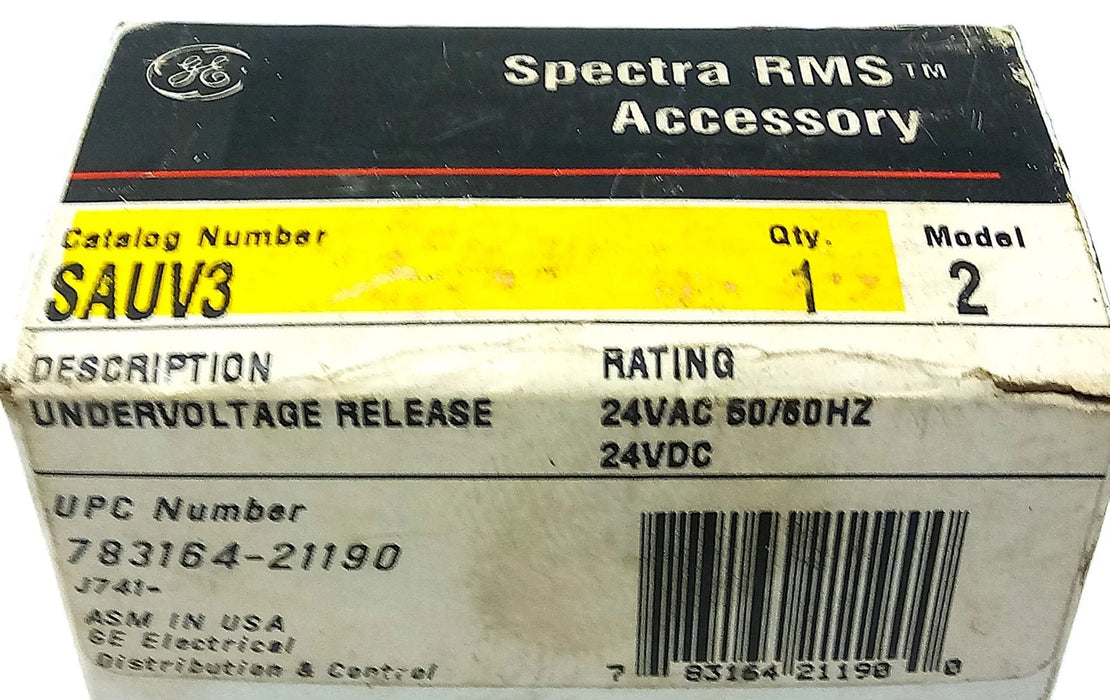 GE
Spectra RMS™
Accessory
Catalog Number Qty. Model
SAUV3 1 2
DESCRIPTION RATING
UNDERVOLTAGE RELEASE 24VAC 50/60HZ
24VDC
UPC Number
783164-21190
J741-
ASM IN USA
GE Electrical
Distribution & Control
7 83164 21190 0